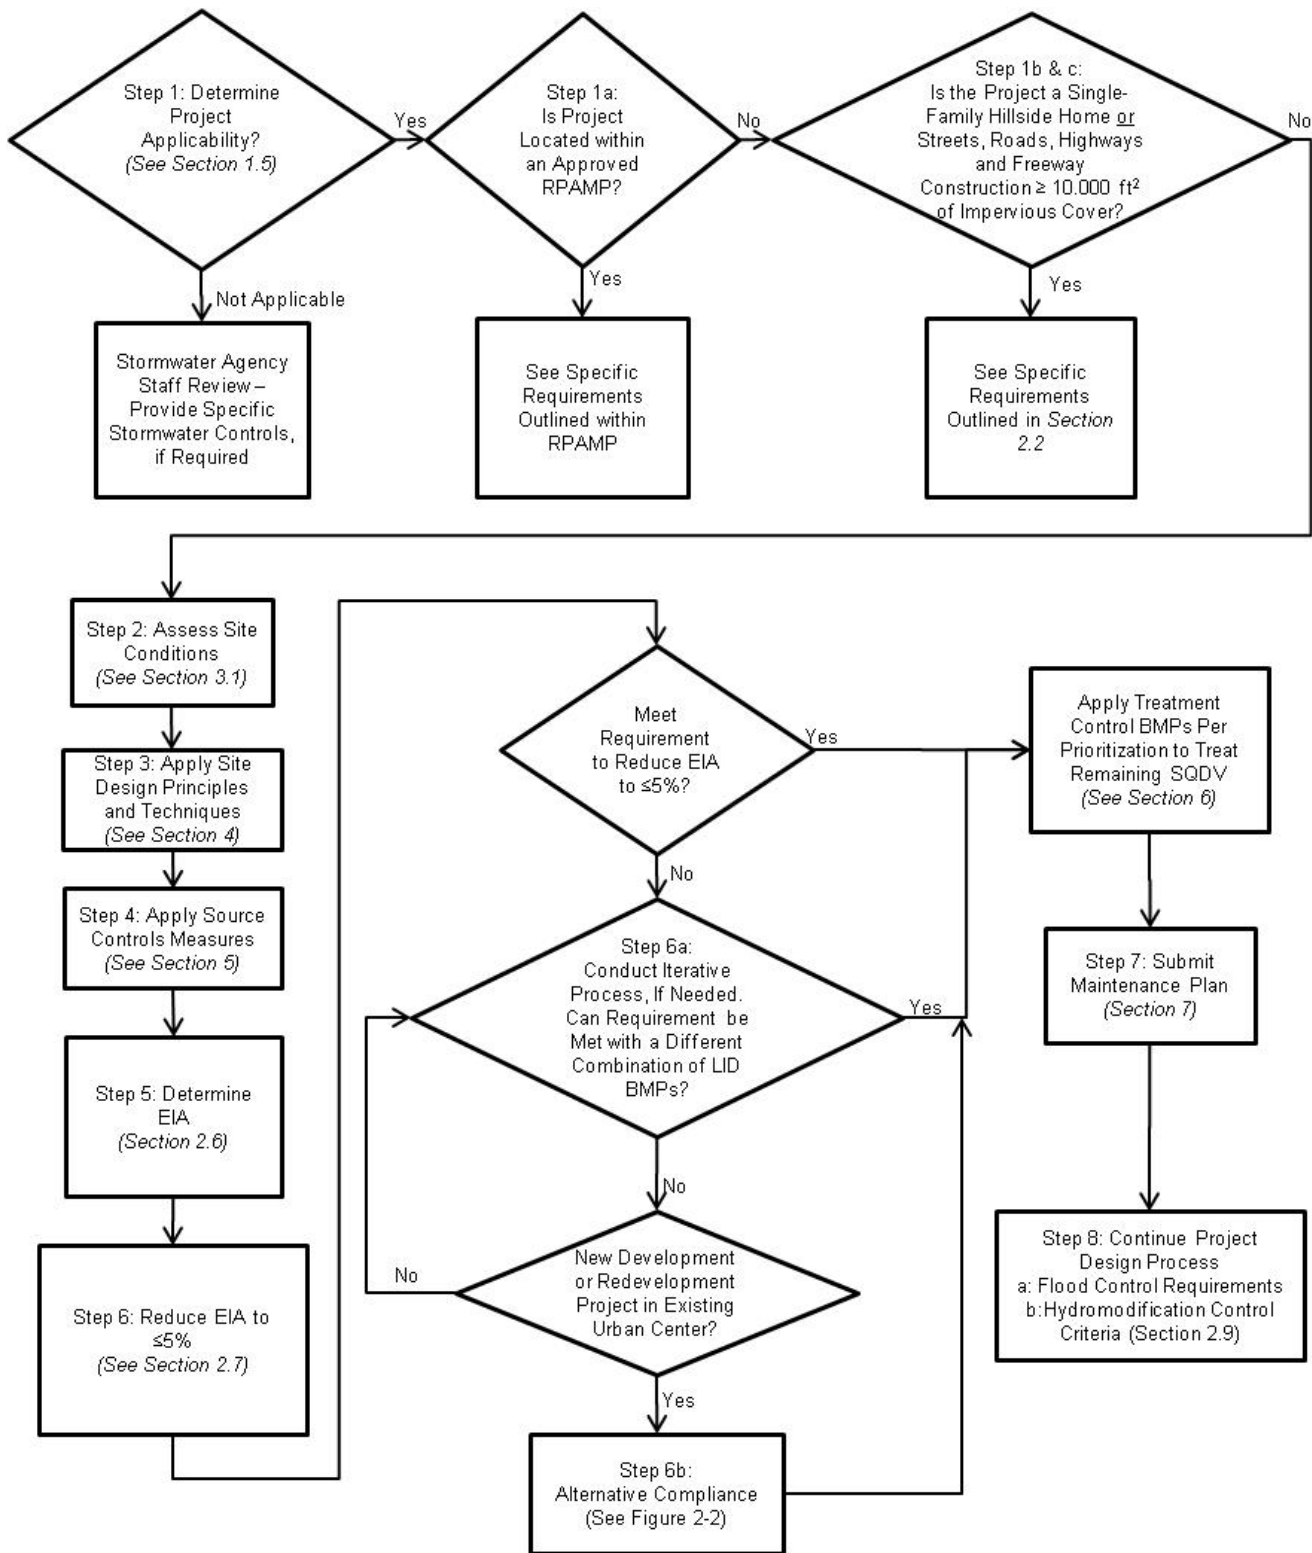 Step 1: Determine
Project
Applicability?
(See Section 1.5)
Yes
Step 1a:
Is Project
Located within
an Approved
RPAMP?
No
Step 1b & c:
Is the Project a Single-
Family Hillside Home or
Streets, Roads, Highways
and Freeway
Construction ≥ 10.000 ft²
of Impervious Cover?
No
Not Applicable
Yes
Yes
Stormwater Agency
Staff Review –
Provide Specific
Stormwater Controls,
if Required
See Specific
Requirements
Outlined within
RPAMP
See Specific
Requirements
Outlined in Section
2.2
Step 2: Assess Site
Conditions
(See Section 3.1)
Step 3: Apply Site
Design Principles
and Techniques
(See Section 4)
Step 4: Apply Source
Controls Measures
(See Section 5)
Step 5: Determine
EIA
(Section 2.6)
Step 6: Reduce EIA to
≤5%
(See Section 2.7)
Meet
Requirement
to Reduce EIA
to ≤5%?
Yes
No
Step 6a:
Conduct Iterative
Process, If Needed.
Can Requirement be
Met with a Different
Combination of LID
BMPs?
Yes
No
New Development
or Redevelopment
Project in Existing
Urban Center?
No
Yes
Step 6b:
Alternative Compliance
(See Figure 2-2)
Apply Treatment
Control BMPs Per
Prioritization to Treat
Remaining SQDV
(See Section 6)
Step 7: Submit
Maintenance Plan
(Section 7)
Step 8: Continue Project
Design Process
a: Flood Control Requirements
b:Hydromodification Control
Criteria (Section 2.9)